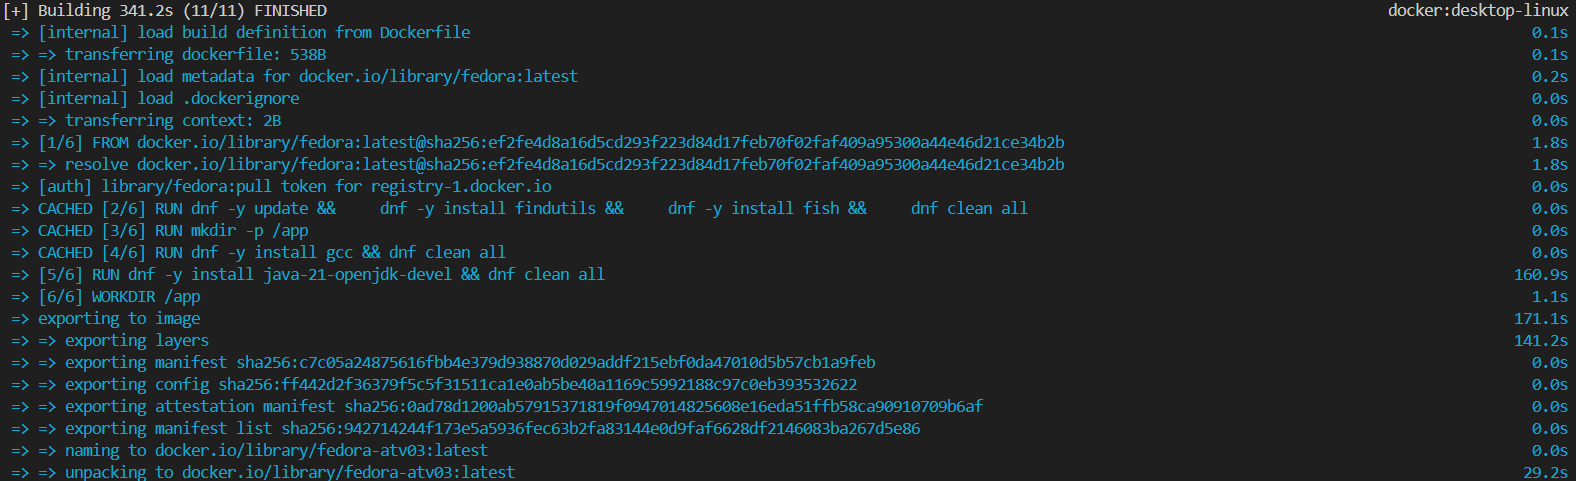 [+] Building 341.2s (11/11) FINISHED docker:desktop-linux
=> [internal] load build definition from Dockerfile 0.1s
=> => transferring dockerfile: 538B 0.1s
=> [internal] load metadata for docker.io/library/fedora:latest 0.2s
=> [internal] load .dockerignore 0.0s
=> => transferring context: 2B 0.0s
=> [1/6] FROM docker.io/library/fedora:latest@sha256:ef2fe4d8a16d5cd293f223d84d17feb70f02faf409a95300a44e46d21ce34b2b 1.8s
=> => resolve docker.io/library/fedora:latest@sha256:ef2fe4d8a16d5cd293f223d84d17feb70f02faf409a95300a44e46d21ce34b2b 1.8s
=> [auth] library/fedora:pull token for registry-1.docker.io 0.0s
=> CACHED [2/6] RUN dnf -y update &&     dnf -y install findutils &&     dnf -y install fish &&     dnf clean all 0.0s
=> CACHED [3/6] RUN mkdir -p /app 0.0s
=> CACHED [4/6] RUN dnf -y install gcc && dnf clean all 0.0s
=> [5/6] RUN dnf -y install java-21-openjdk-devel && dnf clean all 160.9s
=> [6/6] WORKDIR /app 1.1s
=> exporting to image 171.1s
=> => exporting layers 141.2s
=> => exporting manifest sha256:c7c05a24875616fbb4e379d938870d029addf215ebf0da47010d5b57cb1a9feb 0.0s
=> => exporting config sha256:ff442d2f36379f5c5f31511ca1e0ab5be40a1169c5992188c97c0eb393532622 0.0s
=> => exporting attestation manifest sha256:0ad78d1200ab57915371819f0947014825608e16eda51ffb58ca90910709b6af 0.0s
=> => exporting manifest list sha256:942714244f173e5a5936fec63b2fa83144e0d9faf6628df2146083ba267d5e86 0.0s
=> => naming to docker.io/library/fedora-atv03:latest 0.0s
=> => unpacking to docker.io/library/fedora-atv03:latest 29.2s